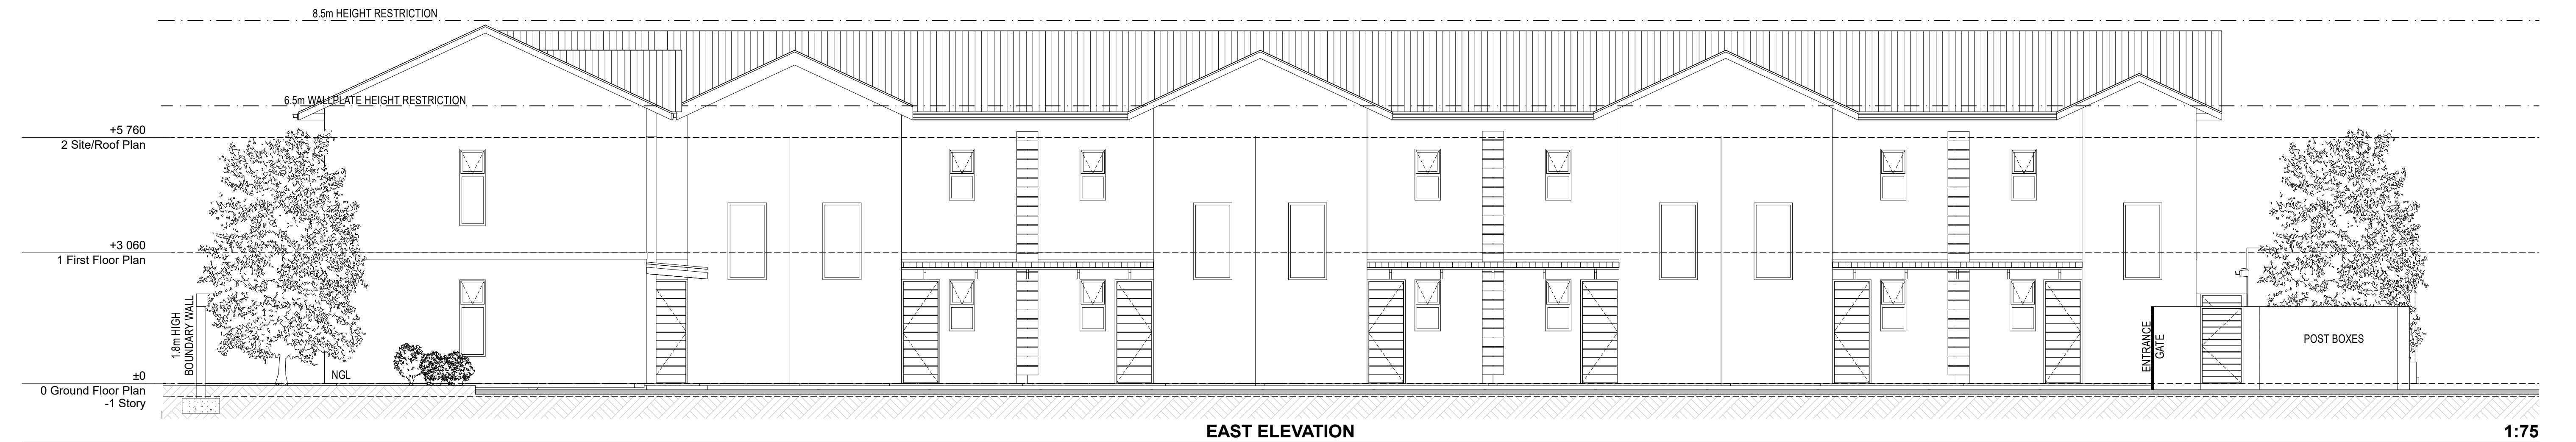 8.5m HEIGHT RESTRICTION
6.5m WALLPLATE HEIGHT RESTRICTION
+5 760
2 Site/Roof Plan
+3 060
1 First Floor Plan
1.8m HIGH
BOUNDARY WALL
±0
0 Ground Floor Plan
-1 Story
NGL
ENTRANCE
GATE
POST BOXES
EAST ELEVATION
1:75